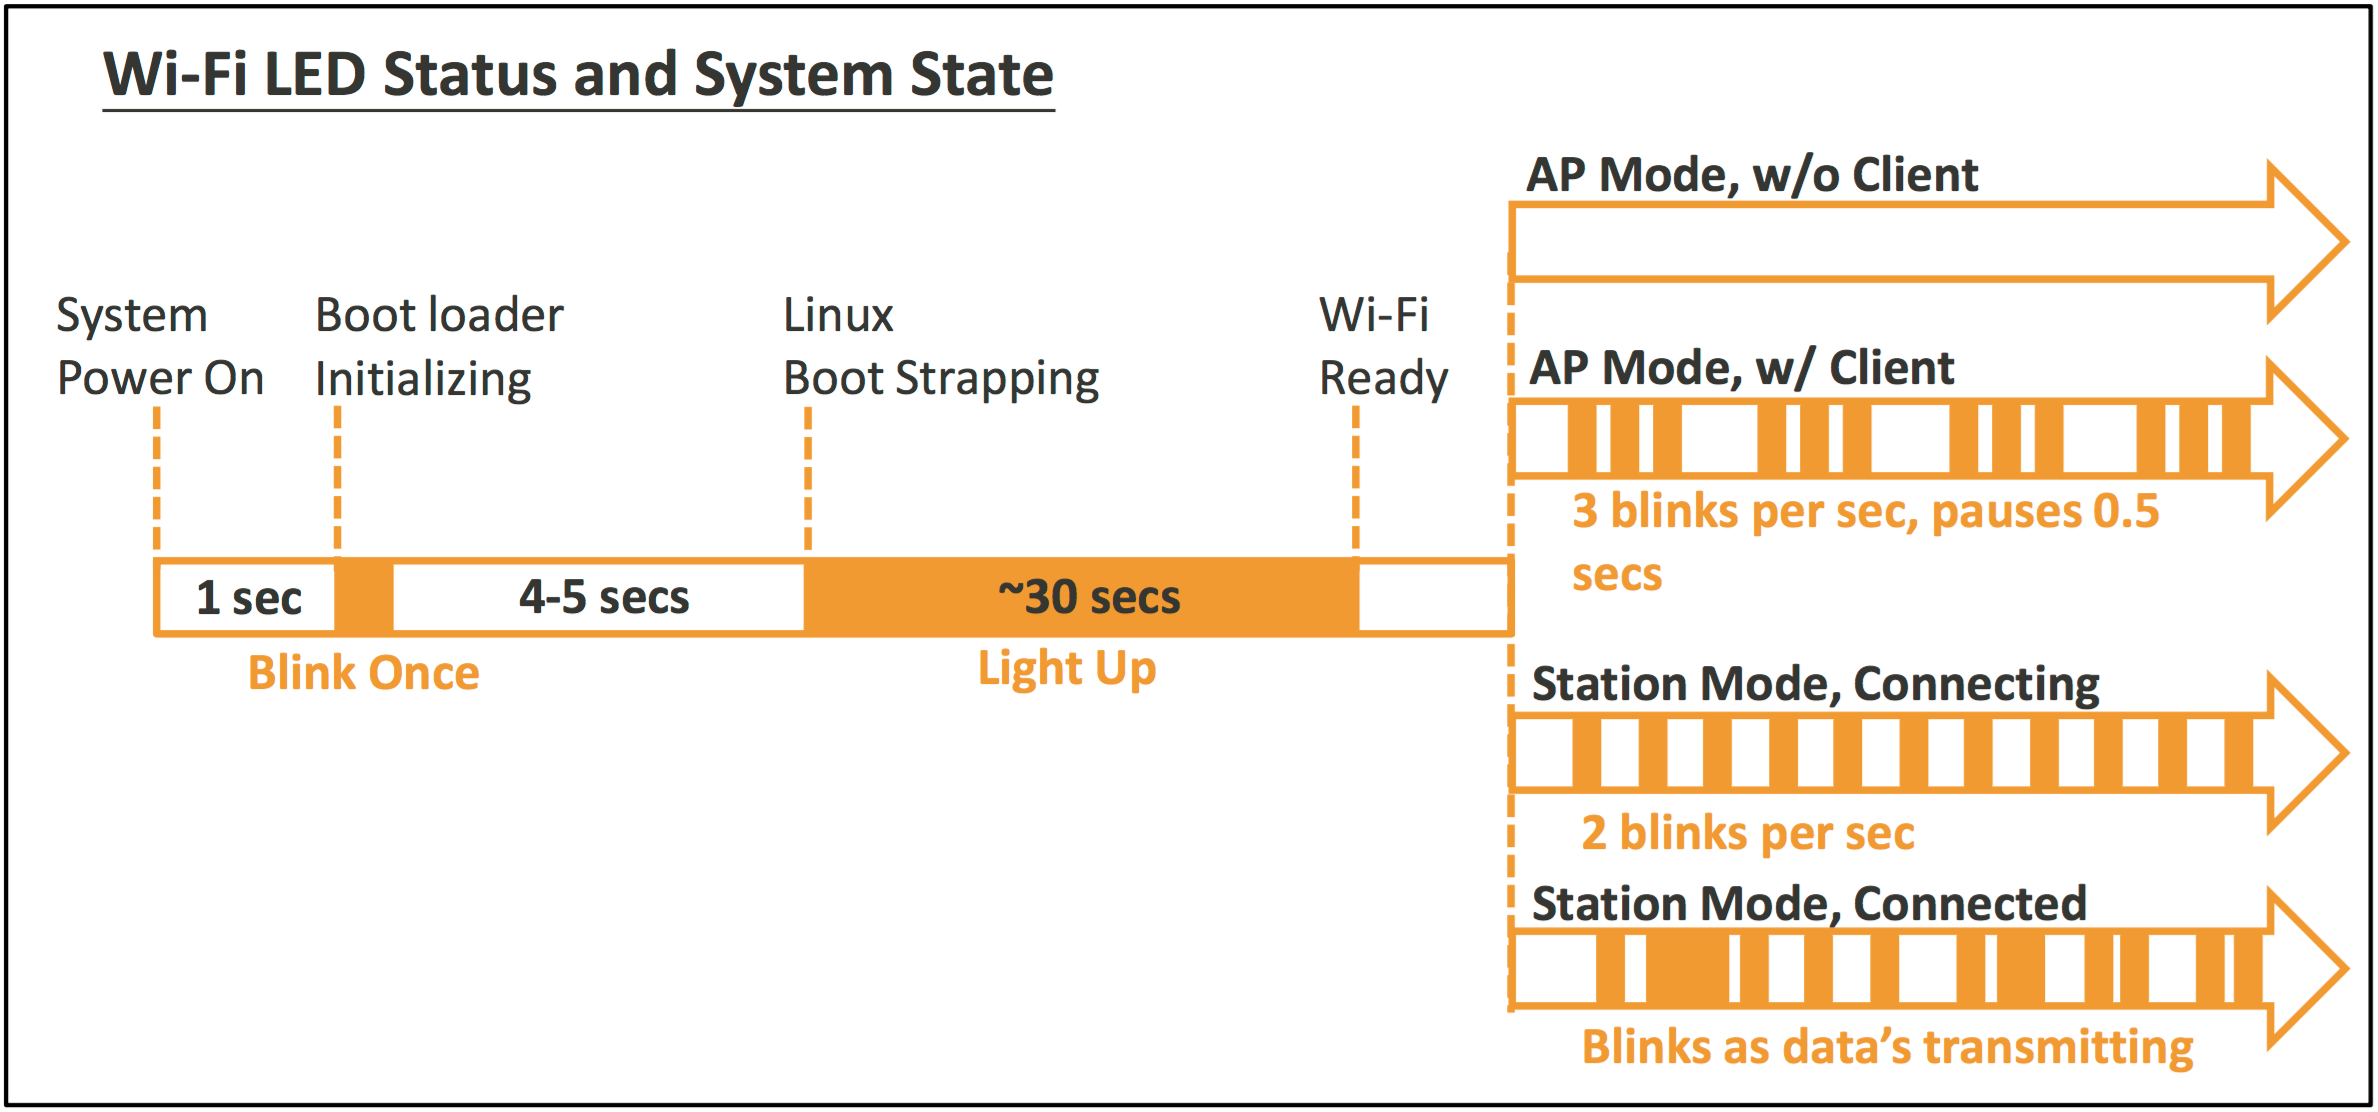 Wi-Fi LED Status and System State
System
Power On
Boot loader
Initializing
Linux
Boot Strapping
Wi-Fi
Ready
1 sec
4-5 secs
~30 secs
Blink Once
Light Up
AP Mode, w/o Client
AP Mode, w/ Client
3 blinks per sec, pauses 0.5
secs
Station Mode, Connecting
2 blinks per sec
Station Mode, Connected
Blinks as data’s transmitting